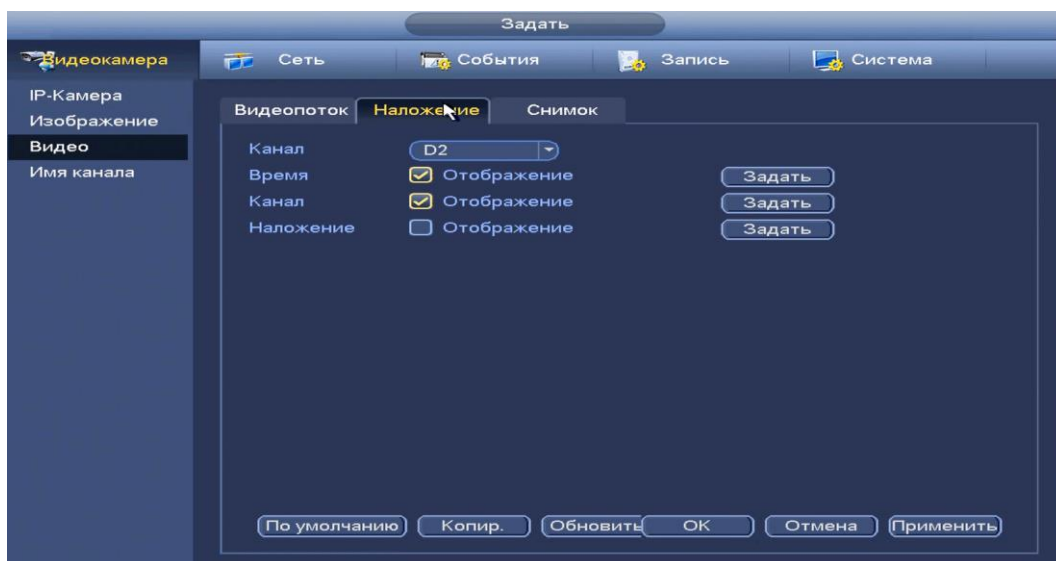 Задать
Видеокамера Сеть События Запись Система
IP-Камера
Изображение
Видео
Имя канала
Видеопоток Наложение Снимок
Канал D2
Время Отображение Задать
Канал Отображение Задать
Наложение Отображение Задать
По умолчанию Копир. Обновить OK Отмена Применить